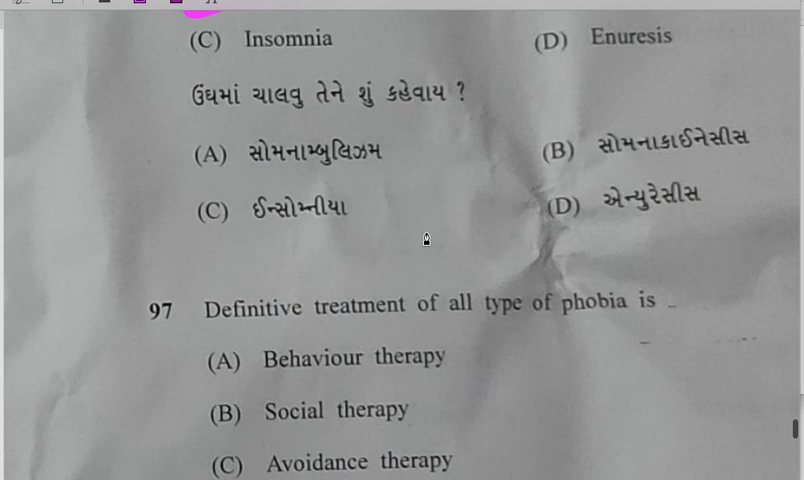 (C) Insomnia (D) Enuresis
ઉંઘમાં ચાલવુ તેને શું કહેવાય ?
(A) સોમનામ્બુલિઝમ (B) સોમનાકાઈનેસીસ
(C) ઈન્સોમ્નીયા (D) એન્યુરેસીસ
97 Definitive treatment of all type of phobia is
(A) Behaviour therapy
(B) Social therapy
(C) Avoidance therapy